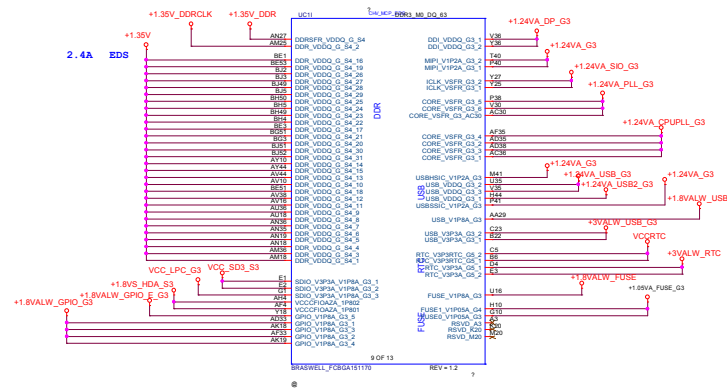 ?
UC1I
CHV_MCP_EDS
DDR3_M0_DQ_63
+1.35V_DDRCLK
+1.35V_DDR
+1.35V
2.4A EDS
AN27 DDRSFR_VDDQ_G_S4
AM25 DDR_VDDQ_G_S4_2
BE1 DDR_VDDQ_G_S4_16
BE53 DDR_VDDQ_G_S4_19
BJ2 DDR_VDDQ_G_S4_26
BJ3 DDR_VDDQ_G_S4_27
BJ49 DDR_VDDQ_G_S4_28
BJ5 DDR_VDDQ_G_S4_29
BH50 DDR_VDDQ_G_S4_25
BH5 DDR_VDDQ_G_S4_24
BH49 DDR_VDDQ_G_S4_23
BH4 DDR_VDDQ_G_S4_22
BE3 DDR_VDDQ_G_S4_17
BG51 DDR_VDDQ_G_S4_21
BG3 DDR_VDDQ_G_S4_20
BJ51 DDR_VDDQ_G_S4_30
BJ52 DDR_VDDQ_G_S4_31
AY10 DDR_VDDQ_G_S4_14
AY44 DDR_VDDQ_G_S4_15
AV44 DDR_VDDQ_G_S4_13
AV10 DDR_VDDQ_G_S4_10
BE51 DDR_VDDQ_G_S4_18
AV38 DDR_VDDQ_G_S4_12
AV16 DDR_VDDQ_G_S4_11
AU36 DDR_VDDQ_G_S4_9
AU18 DDR_VDDQ_G_S4_8
AN36 DDR_VDDQ_G_S4_7
AN35 DDR_VDDQ_G_S4_6
AN19 DDR_VDDQ_G_S4_5
AN18 DDR_VDDQ_G_S4_4
AM36 DDR_VDDQ_G_S4_3
AM18 DDR_VDDQ_G_S4_1
VCC_SD3_S3
VCC_LPC_G3
+1.8VS_HDA_S3
+1.8VALW_GPIO_E_G3
+1.8VALW_GPIO_G3
E1 SDIO_V3P3A_V1P8A_G3_1
E2 SDIO_V3P3A_V1P8A_G3_2
G1 SDIO_V3P3A_V1P8A_G3_3
AH4 VCCCFIOAZA_1P802
AF4 VCCCFIOAZA_1P801
Y18 GPIO_V1P8A_G3_5
AD33 GPIO_V1P8A_G3_1
AK18 GPIO_V1P8A_G3_3
AF33 GPIO_V1P8A_G3_2
AK19 GPIO_V1P8A_G3_4
DDR
USB
RTC
FUSE
DDI_VDDQ_G3_1 V36
DDI_VDDQ_G3_2 Y36
+1.24VA_DP_G3
MIPI_V1P2A_G3_2 T40
MIPI_V1P2A_G3_1 P40
+1.24VA_G3
ICLK_VSFR_G3_2 Y27
ICLK_VSFR_G3_1 Y25
+1.24VA_SIO_G3
CORE_VSFR_G3_5 P38
CORE_VSFR_G3_6 V30
CORE_VSFR_G3_AC30 AC30
+1.24VA_PLL_G3
CORE_VSFR_G3_4 AF35
CORE_VSFR_G3_2 AD35
CORE_VSFR_G3_3 AD38
CORE_VSFR_G3_1 AC36
+1.24VA_CPUPLL_G3
USBHSIC_V1P2A_G3 M41
USB_VDDQ_G3_2 U35
USB_VDDQ_G3_3 V35
USB_VDDQ_G3_1 H44
USBSSIC_V1P2A_G3 P41
+1.24VA_G3
+1.24VA_USB_G3
+1.24VA_USB2_G3
+1.24VA_G3
USB_V1P8A_G3 AA29
+1.8VALW_USB_G3
USB_V3P3A_G3_2 C23
USB_V3P3A_G3_1 B22
+3VALW_USB_G3
RTC_V3P3RTC_G5_2 C5
RTC_V3P3RTC_G5_1 B6
RTC_V3P3A_G5_1 D4
RTC_V3P3A_G5_2 E3
VCCRTC
+3VALW_RTC
FUSE_V1P8A_G3 U16
+1.8VALW_FUSE
FUSE1_V1P05A_G4 H10
FUSE0_V1P05A_G3 G10
+1.05VA_FUSE_G3
RSVD_A3 A3
RSVD_K20 K20
RSVD_M20 M20
9 OF 13
BRASWELL_FCBGA151170
REV = 1.2
?
@